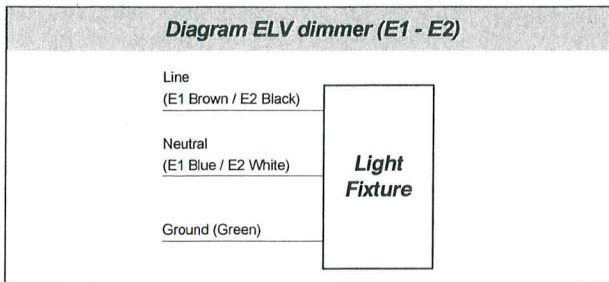 Diagram ELV dimmer (E1 - E2)
Line
(E1 Brown / E2 Black)
Neutral
(E1 Blue / E2 White)
Light
Fixture
Ground (Green)